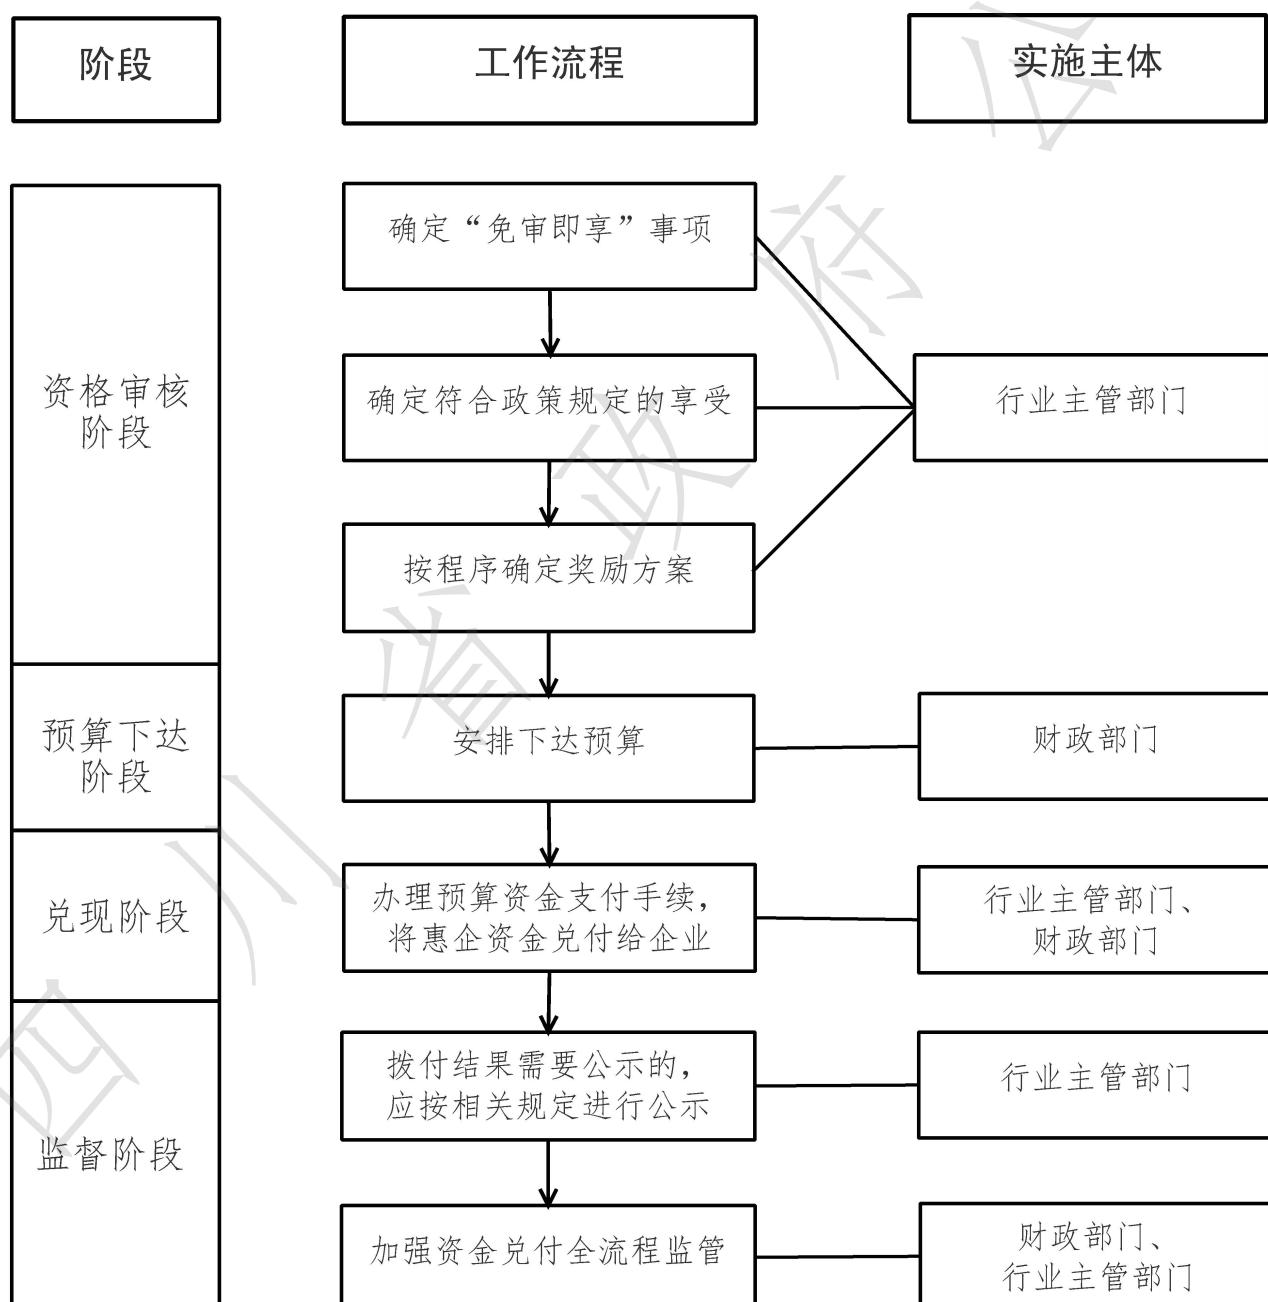 阶段
工作流程
实施主体
资格审核
阶段
确定“免审即享”事项
确定符合政策规定的享受
行业主管部门
按程序确定奖励方案
预算下达
阶段
安排下达预算
财政部门
兑现阶段
办理预算资金支付手续，
将惠企资金兑付给企业
行业主管部门、
财政部门
监督阶段
拨付结果需要公示的，
应按相关规定进行公示
行业主管部门
加强资金兑付全流程监管
财政部门、
行业主管部门
四川省政府公